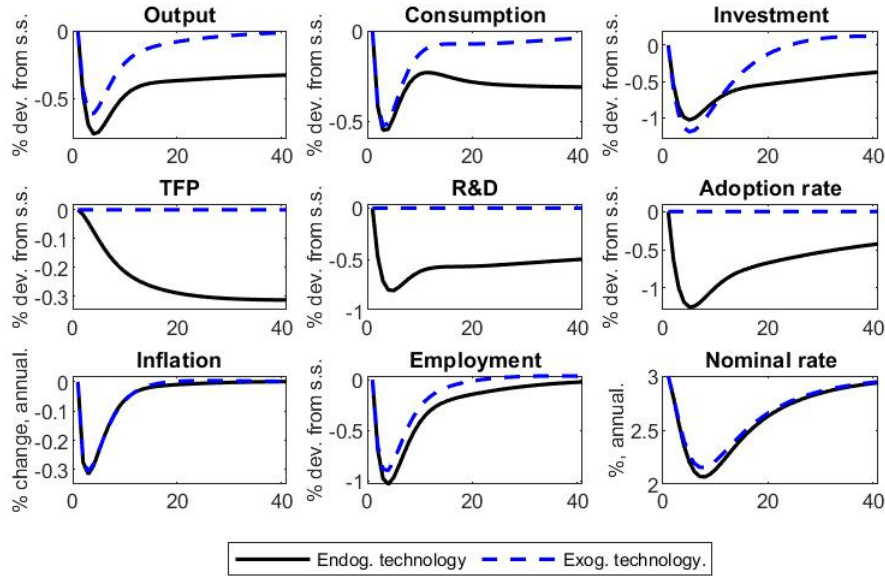 Output
Consumption
Investment
% dev. from s.s.
0
-0.5
0
20
40
% dev. from s.s.
0
-0.5
0
20
40
% dev. from s.s.
0
-0.5
-1
0
20
40
TFP
R&D
Adoption rate
% dev. from s.s.
0
-0.1
-0.2
-0.3
0
20
40
% dev. from s.s.
0
-0.5
-1
0
20
40
% dev. from s.s.
0
-0.5
-1
0
20
40
Inflation
Employment
Nominal rate
% change, annual.
0
-0.1
-0.2
-0.3
0
20
40
% dev. from s.s.
0
-0.5
-1
0
20
40
%, annual.
3
2.5
2
0
20
40
Endog. technology
Exog. technology.